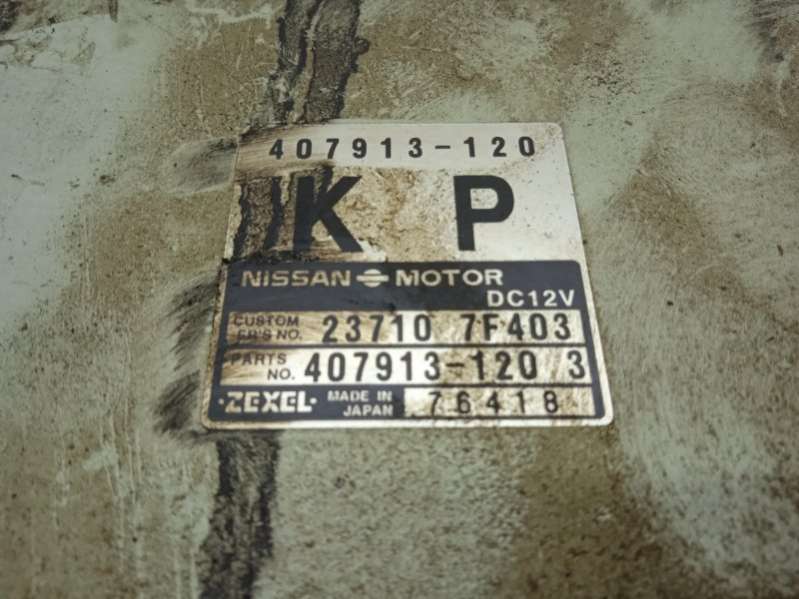 407913-120
K P
NISSAN MOTOR
DC12V
CUSTOM
ER'S NO. 23710 7F403
PARTS
NO. 407913-120 3
·ZEXEL· MADE IN
JAPAN 76418